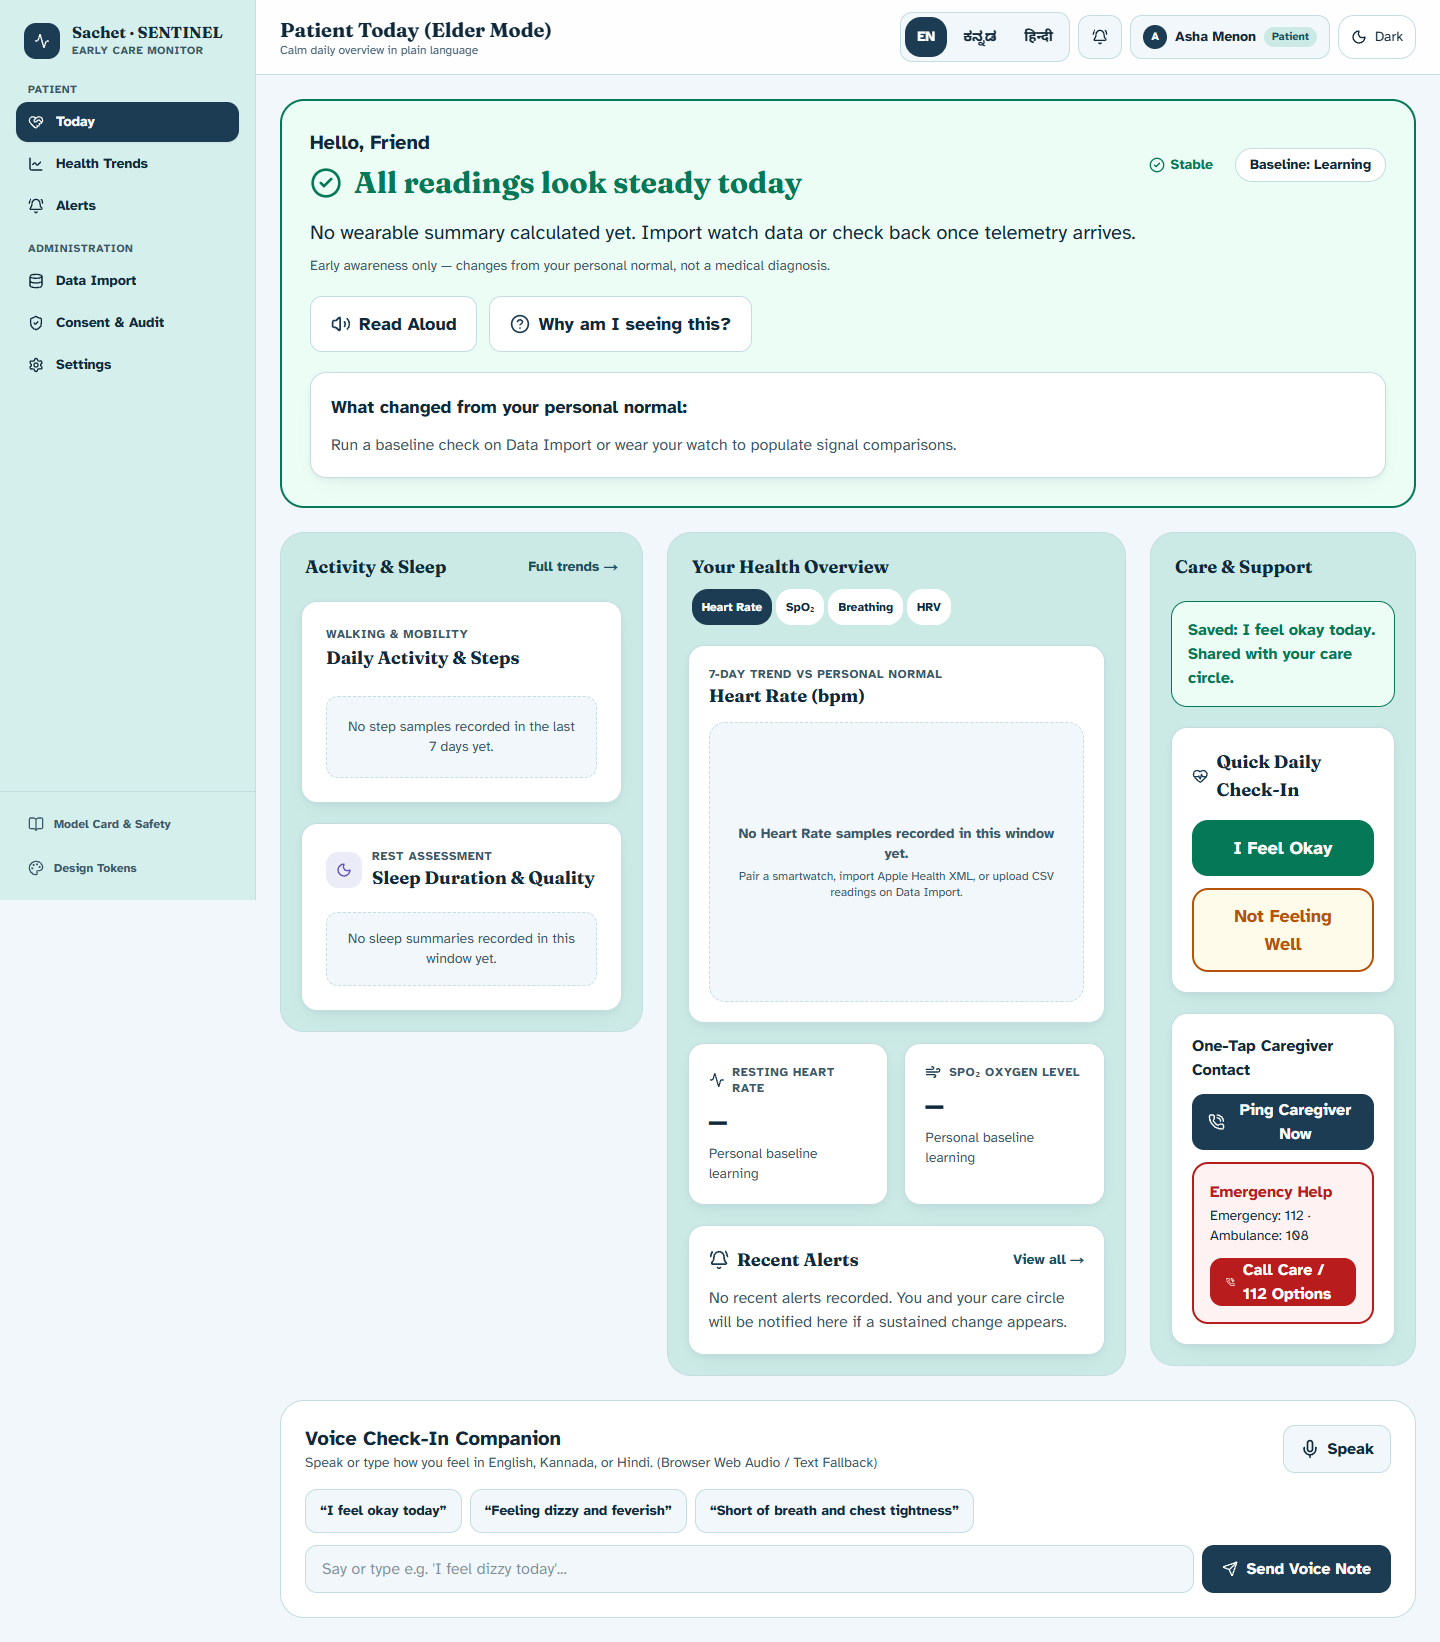 Sachet · SENTINEL
EARLY CARE MONITOR
PATIENT
Today
Health Trends
Alerts
ADMINISTRATION
Data Import
Consent & Audit
Settings
Model Card & Safety
Design Tokens
Patient Today (Elder Mode)
Calm daily overview in plain language
EN
ಕನ್ನಡ
हिन्दी
A
Asha Menon
Patient
Dark
Hello, Friend
All readings look steady today
Stable
Baseline: Learning
No wearable summary calculated yet. Import watch data or check back once telemetry arrives.
Early awareness only — changes from your personal normal, not a medical diagnosis.
Read Aloud
Why am I seeing this?
What changed from your personal normal:
Run a baseline check on Data Import or wear your watch to populate signal comparisons.
Activity & Sleep
Full trends →
WALKING & MOBILITY
Daily Activity & Steps
No step samples recorded in the last
7 days yet.
REST ASSESSMENT
Sleep Duration & Quality
No sleep summaries recorded in this
window yet.
Your Health Overview
Heart Rate
SpO₂
Breathing
HRV
7-DAY TREND VS PERSONAL NORMAL
Heart Rate (bpm)
No Heart Rate samples recorded in this window
yet.
Pair a smartwatch, import Apple Health XML, or upload CSV
readings on Data Import.
RESTING HEART
RATE
—
Personal baseline
learning
SPO₂ OXYGEN LEVEL
—
Personal baseline
learning
Recent Alerts
View all →
No recent alerts recorded. You and your care circle
will be notified here if a sustained change appears.
Care & Support
Saved: I feel okay today.
Shared with your care
circle.
Quick Daily
Check-In
I Feel Okay
Not Feeling
Well
One-Tap Caregiver
Contact
Ping Caregiver
Now
Emergency Help
Emergency: 112 ·
Ambulance: 108
Call Care /
112 Options
Voice Check-In Companion
Speak or type how you feel in English, Kannada, or Hindi. (Browser Web Audio / Text Fallback)
Speak
“I feel okay today”
“Feeling dizzy and feverish”
“Short of breath and chest tightness”
Say or type e.g. 'I feel dizzy today'...
Send Voice Note